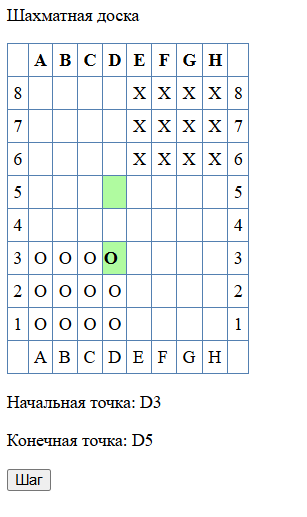 Шахматная доска
A B C D E F G H
8 X X X X 8
7 X X X X 7
6 X X X X 6
5 5
4 4
3 O O O O 3
2 O O O O 2
1 O O O O 1
A B C D E F G H
Начальная точка: D3
Конечная точка: D5
Шаг